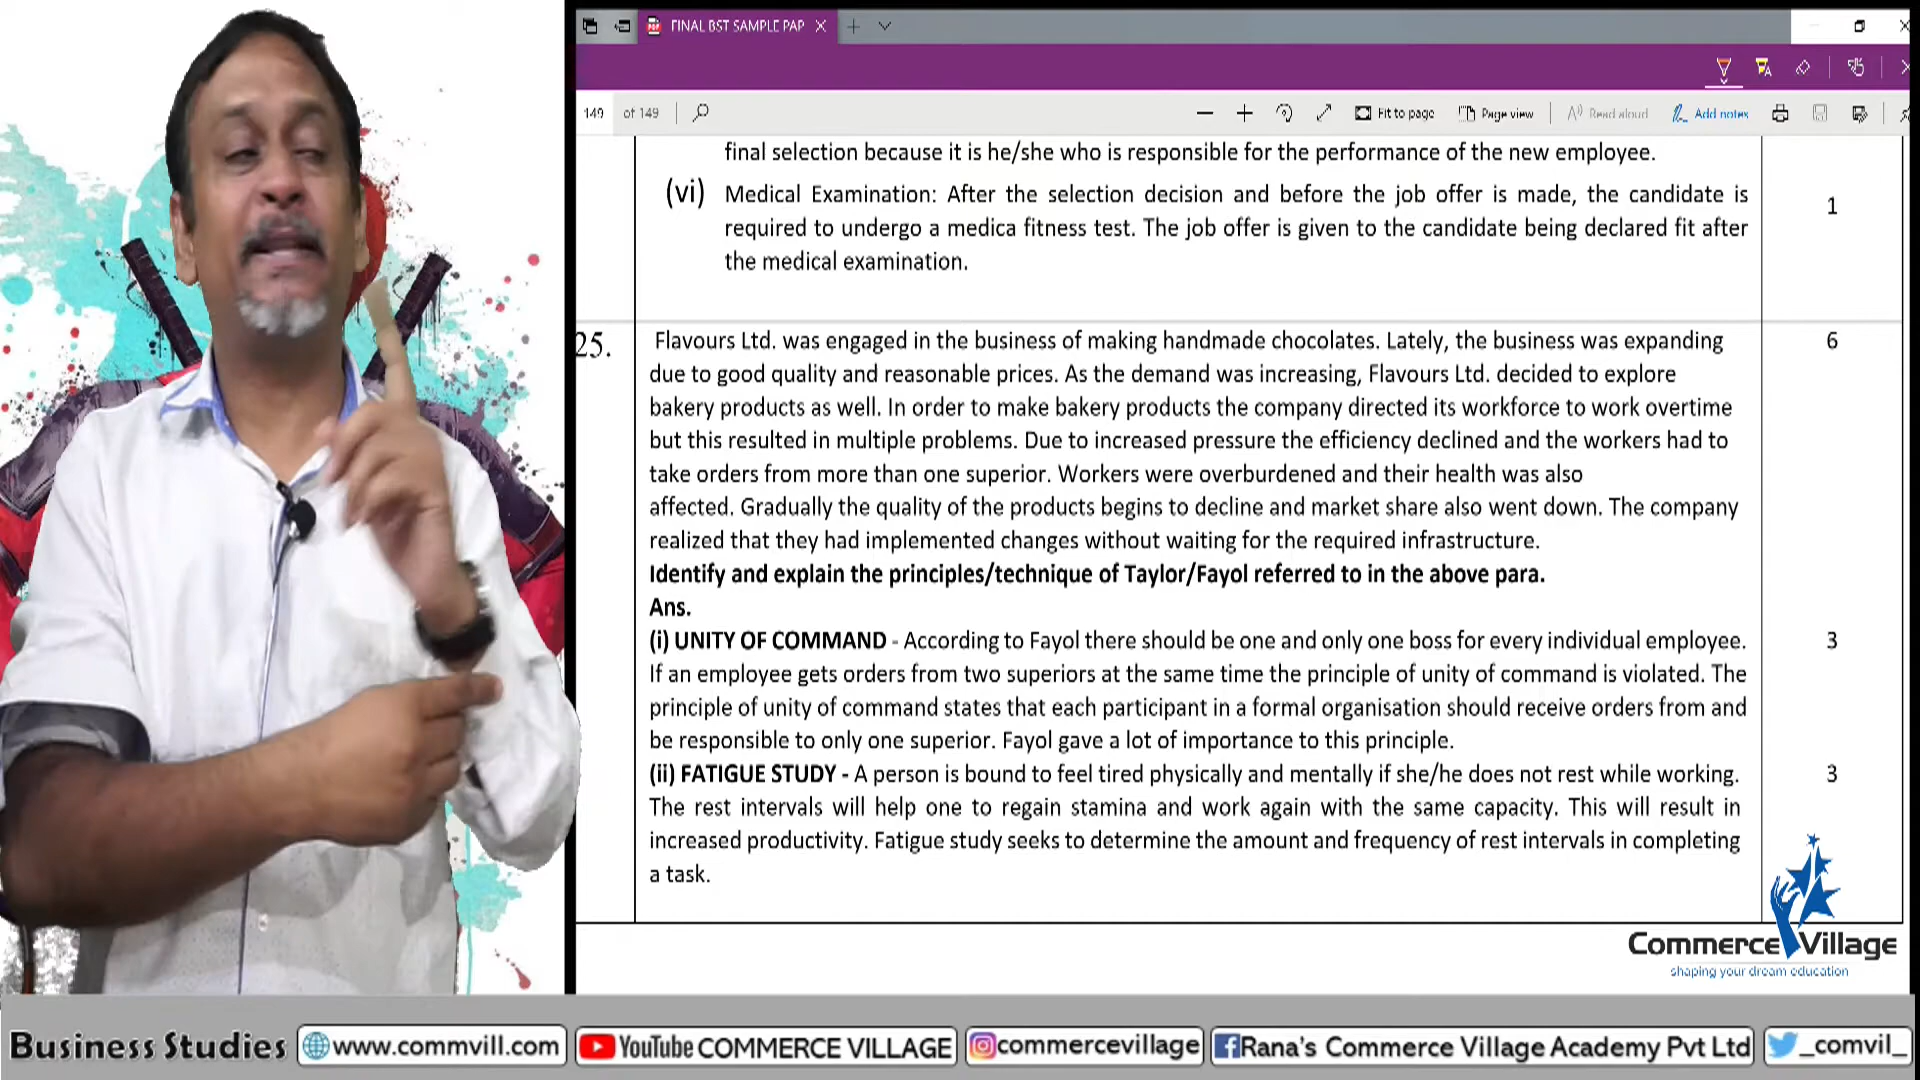 FINAL BST SAMPLE PAP
149 of 149
Fit to page
Page view
Read aloud
Add notes
final selection because it is he/she who is responsible for the performance of the new employee.
(vi) Medical Examination: After the selection decision and before the job offer is made, the candidate is 1
required to undergo a medica fitness test. The job offer is given to the candidate being declared fit after
the medical examination.
25. Flavours Ltd. was engaged in the business of making handmade chocolates. Lately, the business was expanding 6
due to good quality and reasonable prices. As the demand was increasing, Flavours Ltd. decided to explore
bakery products as well. In order to make bakery products the company directed its workforce to work overtime
but this resulted in multiple problems. Due to increased pressure the efficiency declined and the workers had to
take orders from more than one superior. Workers were overburdened and their health was also
affected. Gradually the quality of the products begins to decline and market share also went down. The company
realized that they had implemented changes without waiting for the required infrastructure.
Identify and explain the principles/technique of Taylor/Fayol referred to in the above para.
Ans.
(i) UNITY OF COMMAND - According to Fayol there should be one and only one boss for every individual employee. 3
If an employee gets orders from two superiors at the same time the principle of unity of command is violated. The
principle of unity of command states that each participant in a formal organisation should receive orders from and
be responsible to only one superior. Fayol gave a lot of importance to this principle.
(ii) FATIGUE STUDY - A person is bound to feel tired physically and mentally if she/he does not rest while working. 3
The rest intervals will help one to regain stamina and work again with the same capacity. This will result in
increased productivity. Fatigue study seeks to determine the amount and frequency of rest intervals in completing
a task.
Commerce Village
shaping your dream education
Business Studies
www.commvill.com
YouTube COMMERCE VILLAGE
commercevillage
Rana's Commerce Village Academy Pvt Ltd
_comvil_